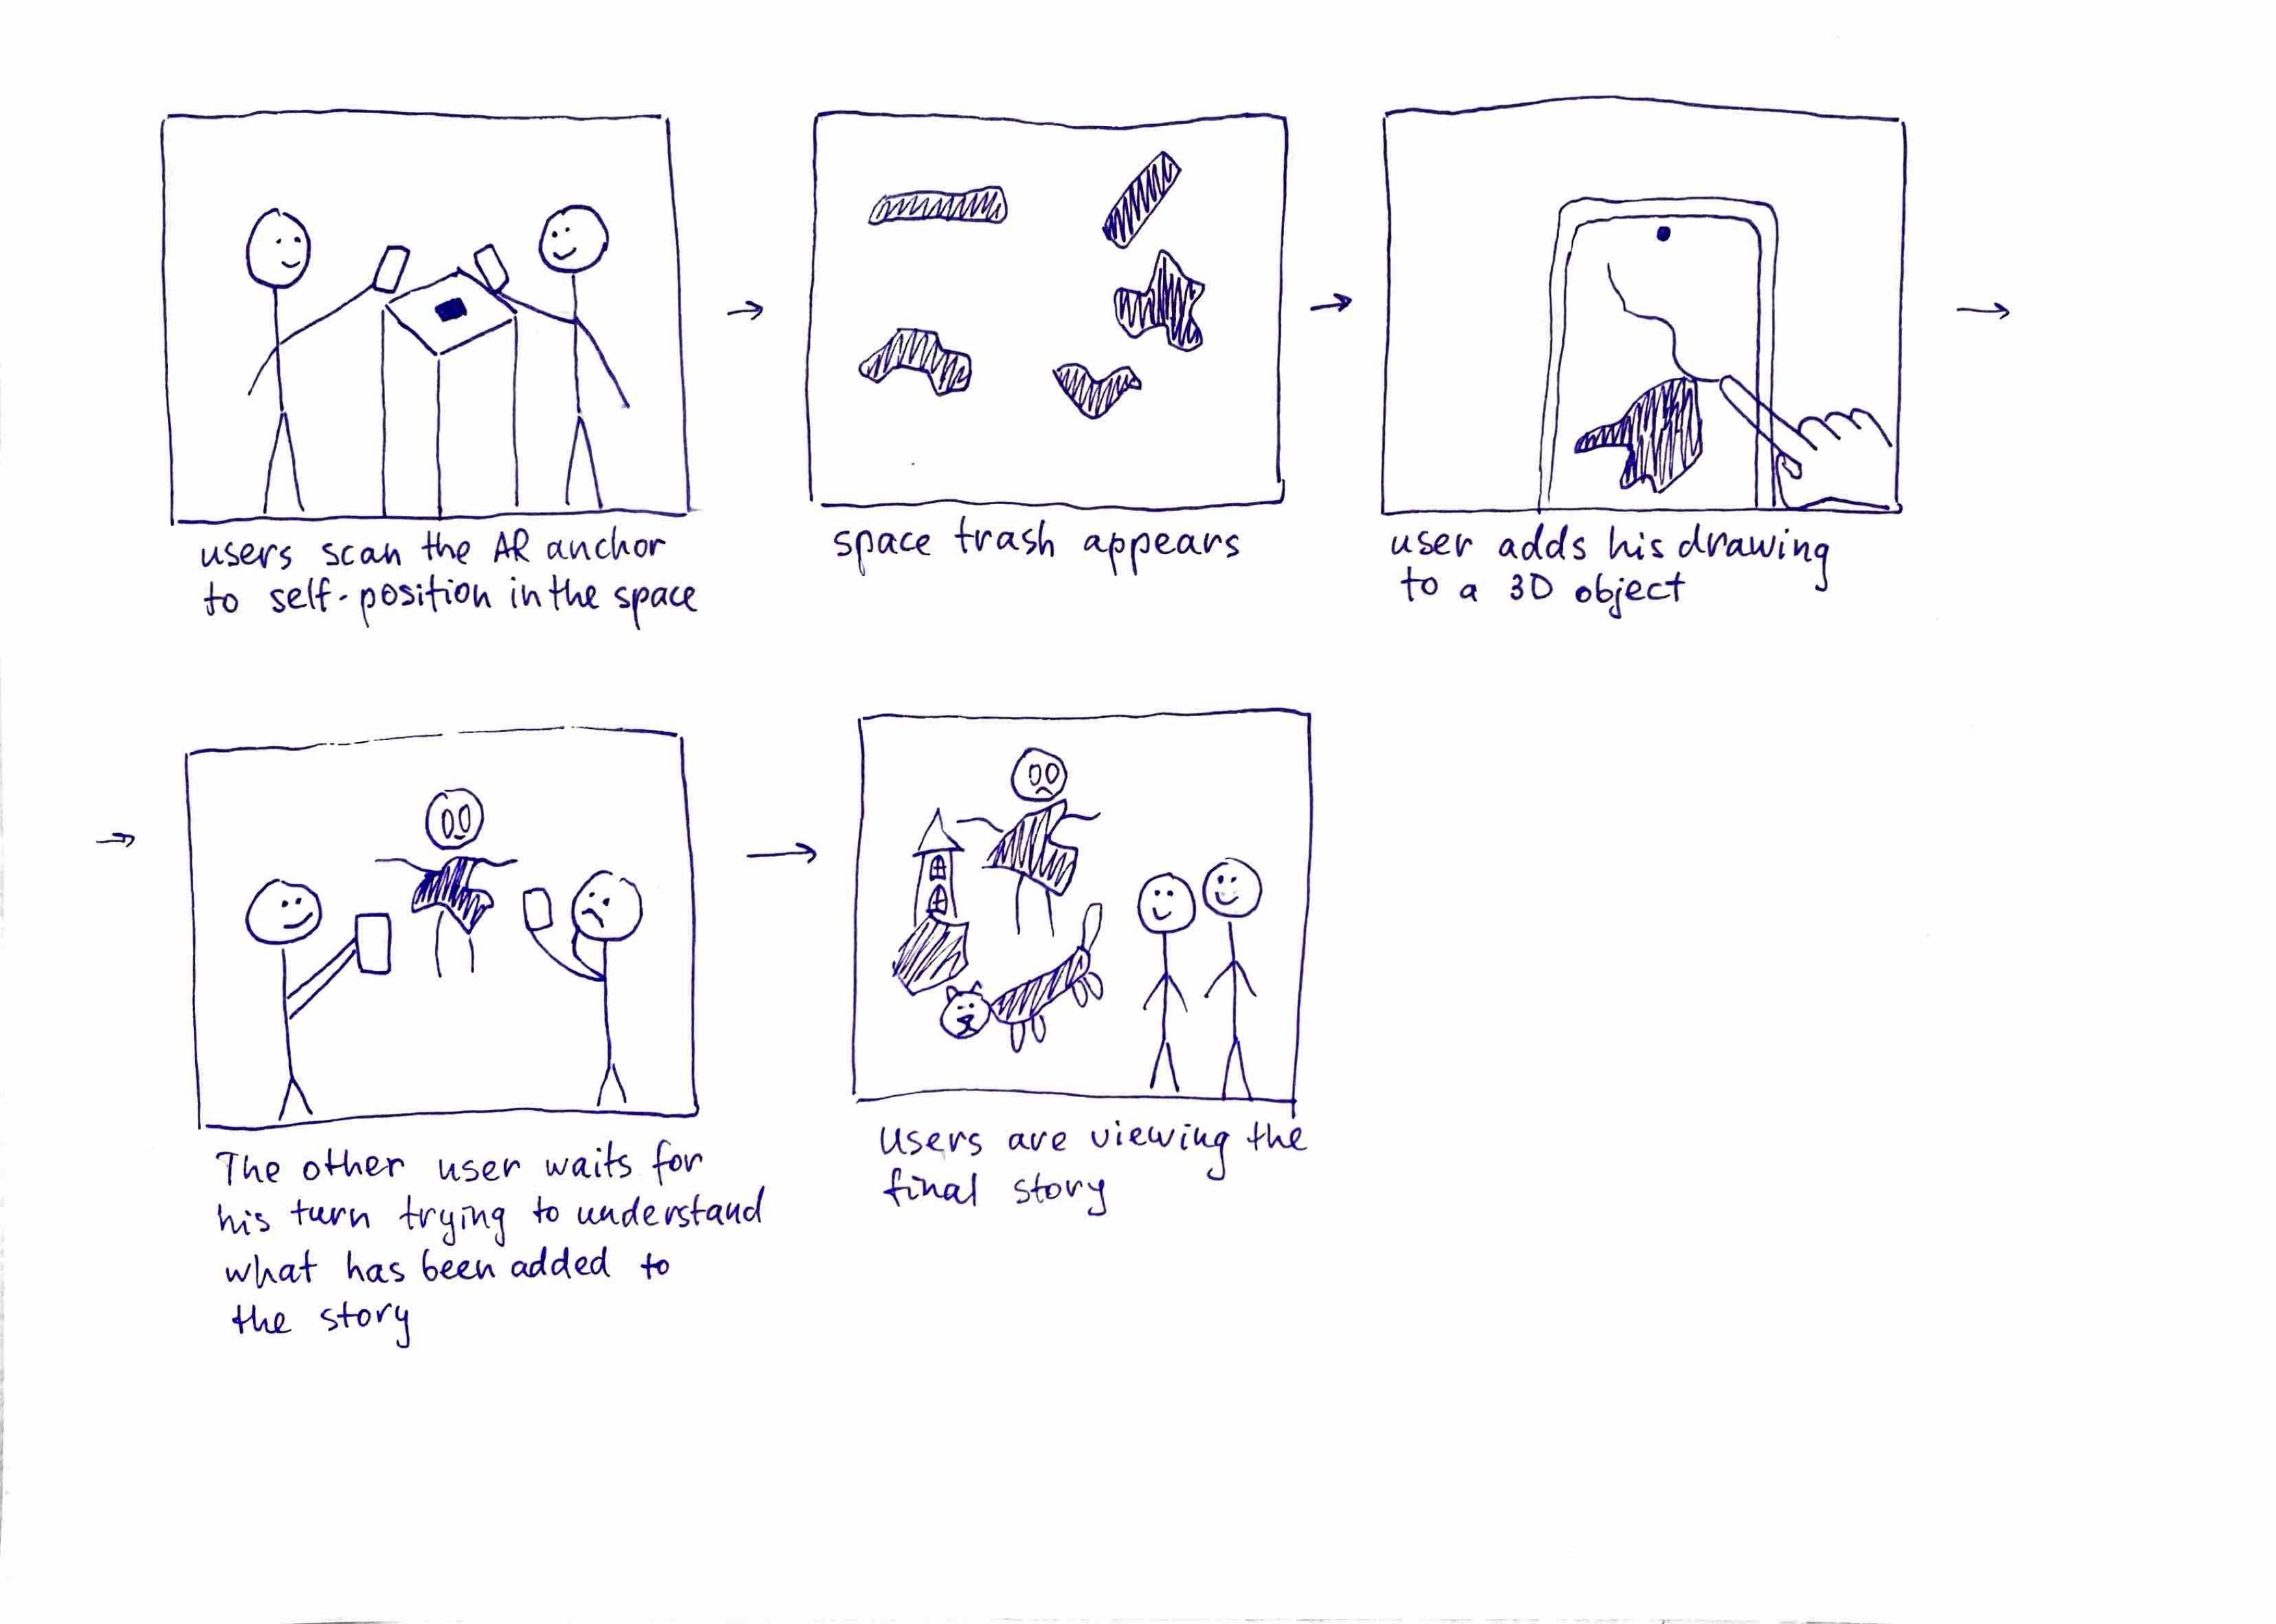 users scan the AR anchor
to self-position in the space
space trash appears
user adds his drawing
to a 3D object
The other user waits for
his turn trying to understand
what has been added to
the story
users are viewing the
final story